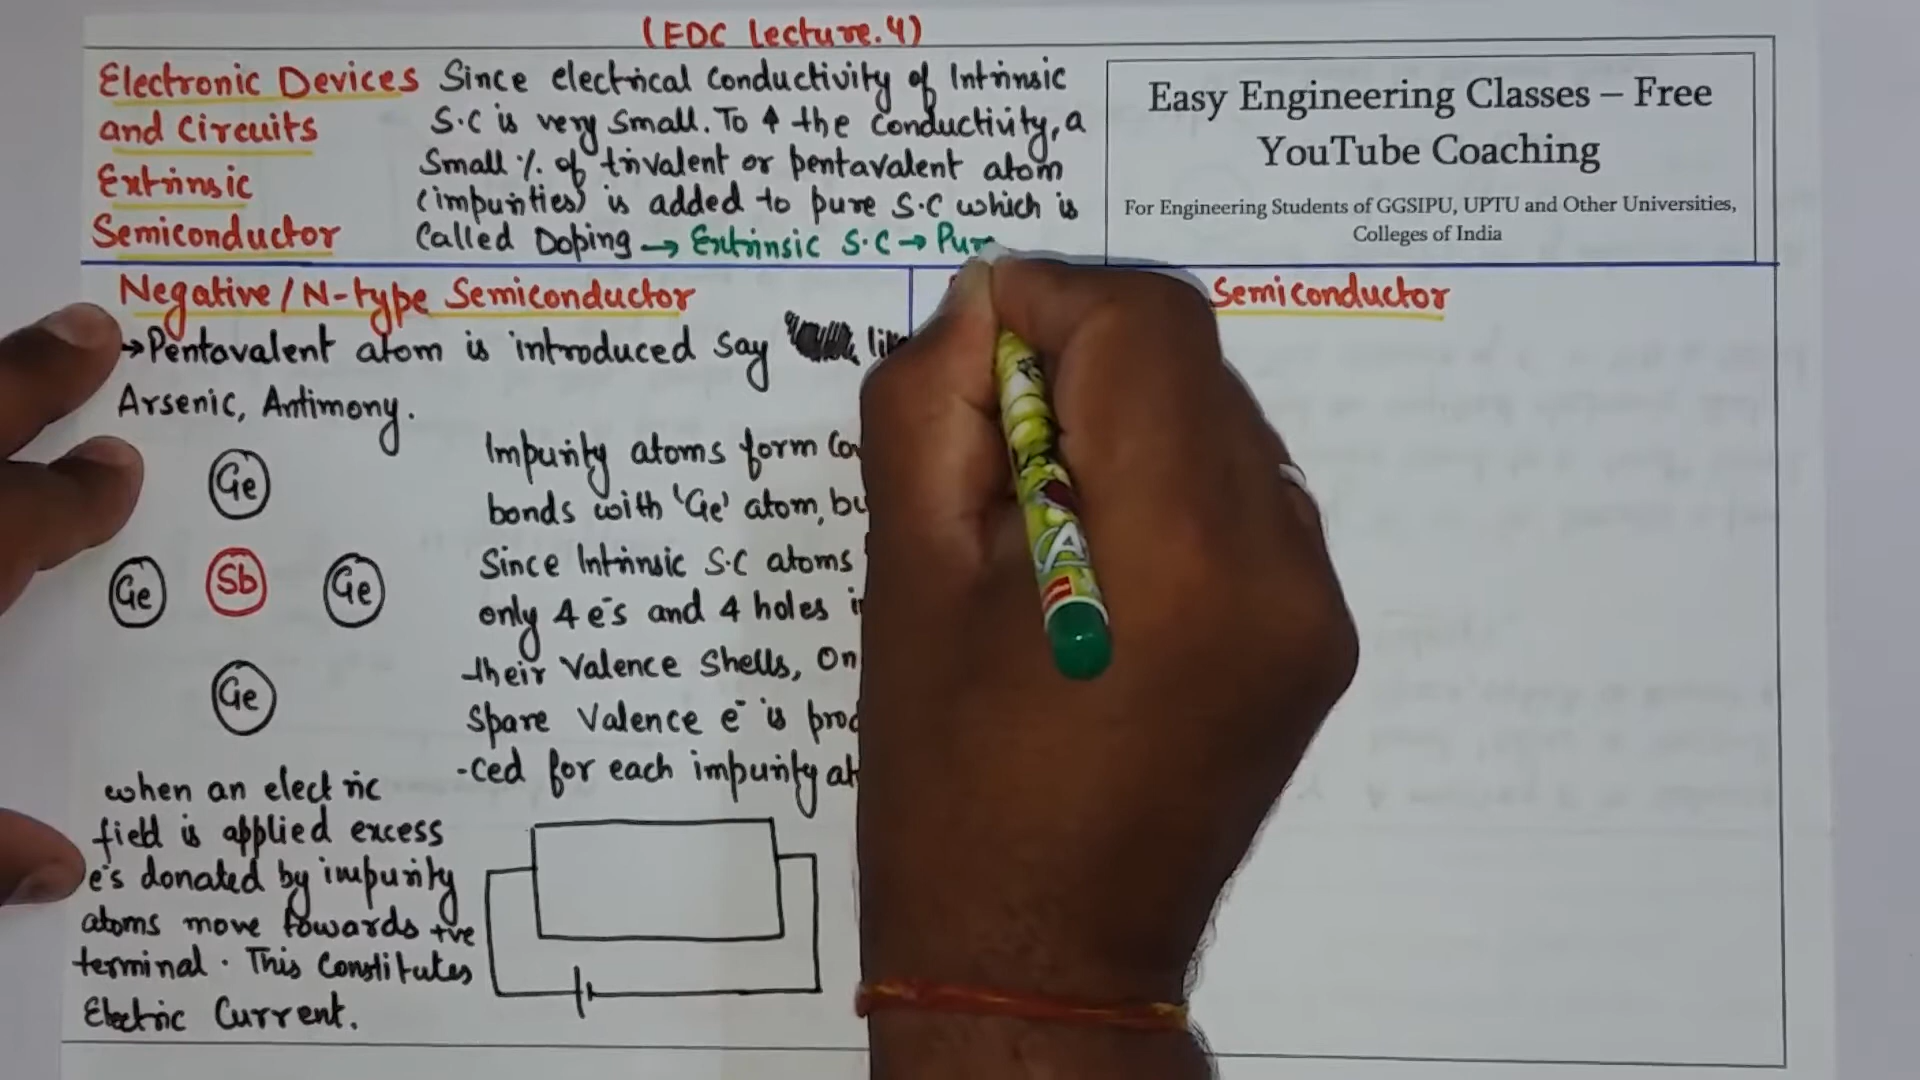 (EDC Lecture.4)
Electronic Devices
and Circuits
Extrinsic
Semiconductor
Since electrical Conductivity of Intrinsic
S.C is very Small. To ↑ the Conductivity, a
Small %. of trivalent or pentavalent atom
(impurities) is added to pure S.C which is
Called Doping → Extrinsic S.C →
Easy Engineering Classes – Free
YouTube Coaching
For Engineering Students of GGSIPU, UPTU and Other Universities,
Colleges of India
Negative / N-type Semiconductor
→Pentavalent atom is introduced say
Arsenic, Antimony.
Ge
Ge Sb Ge
Ge
Impurity atoms form
bonds with 'Ge' atom,
Since Intrinsic S.C atoms
only 4 e-s and 4 holes
their Valence Shells,
Spare Valence e- is
-ced for each impurity
when an electric
field is applied excess
e-s donated by impurity
atoms move towards +ve
terminal. This Constitutes
Electric Current.
Semiconductor